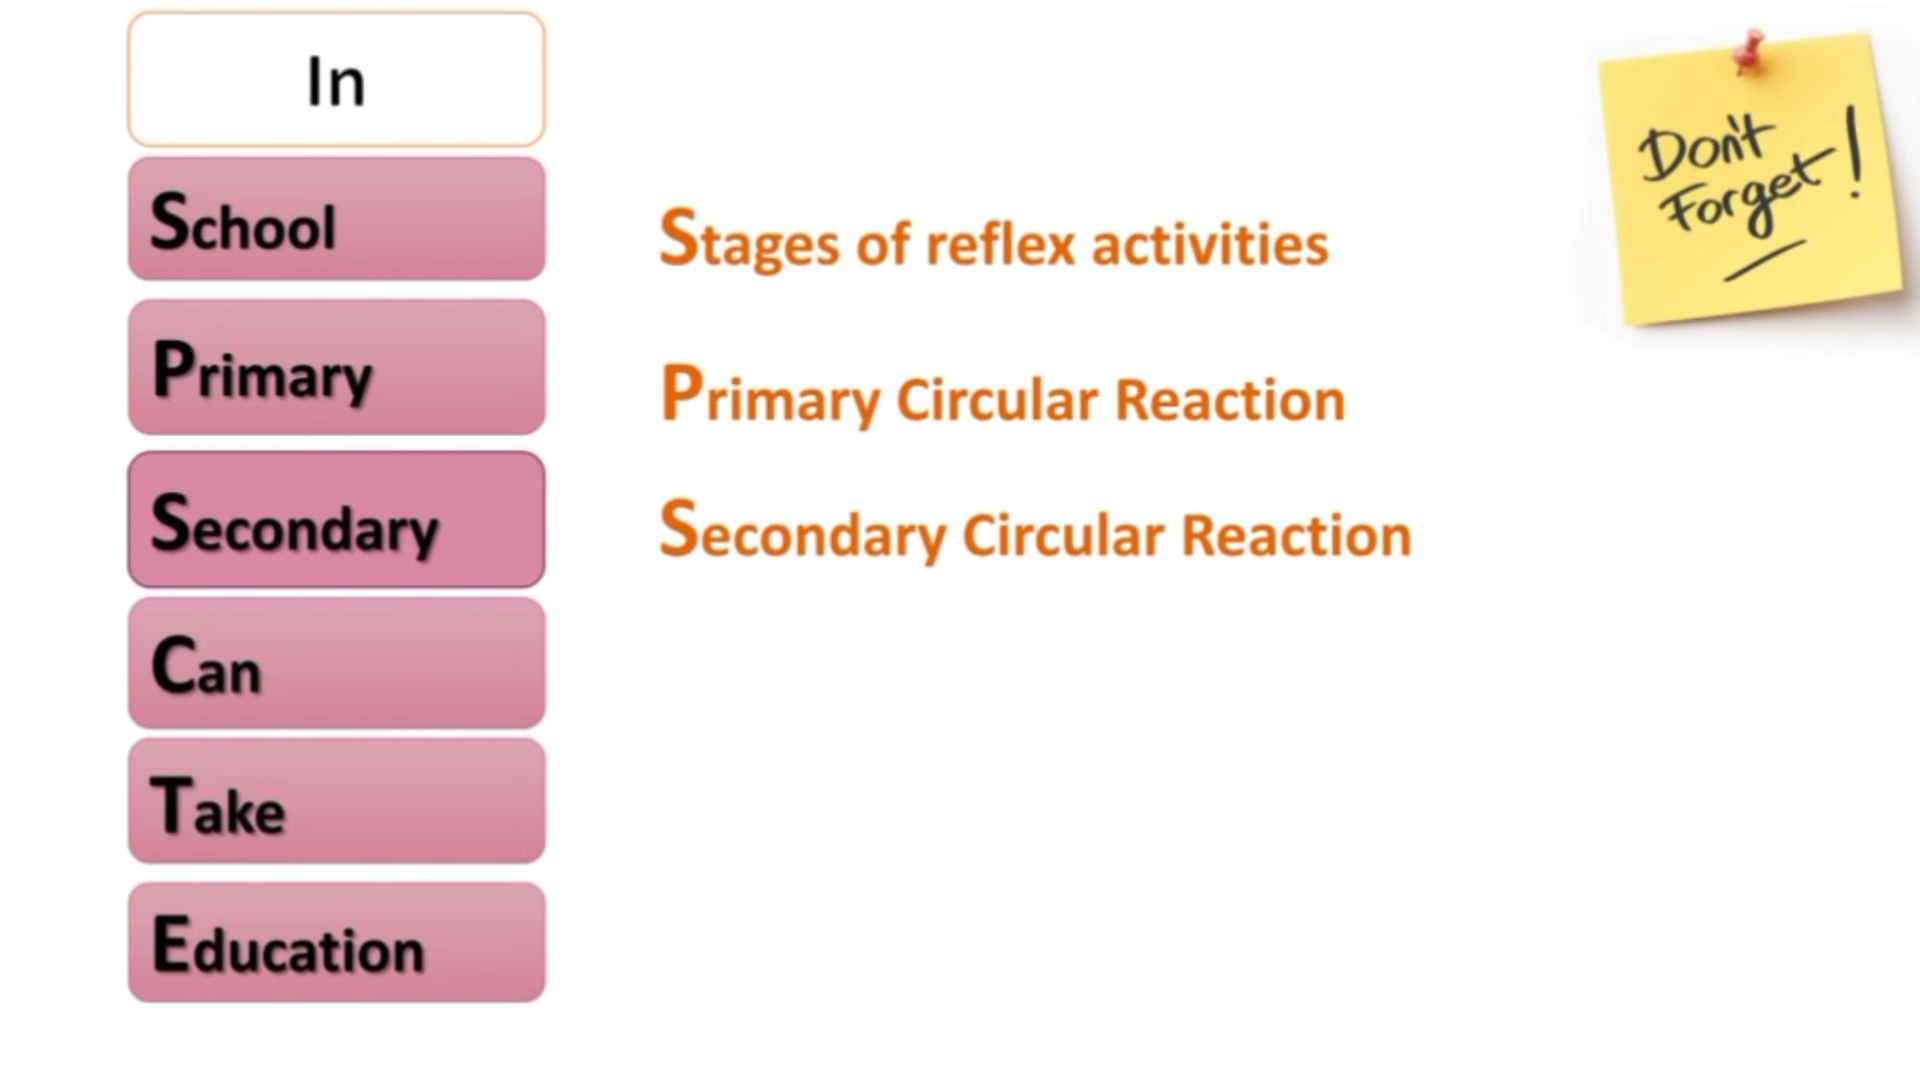 In
School
Stages of reflex activities
Primary
Primary Circular Reaction
Secondary
Secondary Circular Reaction
Can
Take
Education
Don't
Forget!